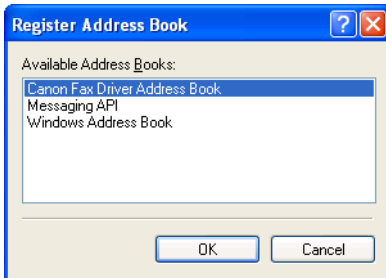 Register Address Book
Available Address Books:
Canon Fax Driver Address Book
Messaging API
Windows Address Book
OK Cancel